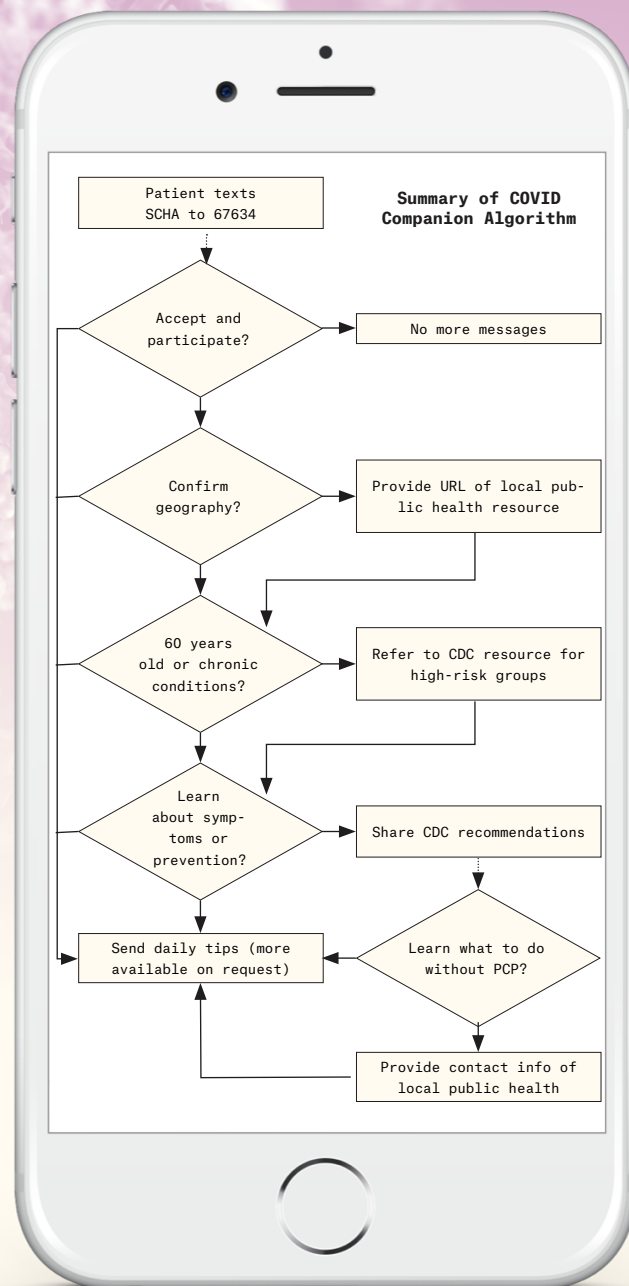 Patient texts
SCHA to 67634
Summary of COVID
Companion Algorithm
Accept and
participate?
No more messages
Confirm
geography?
Provide URL of local pub-
lic health resource
60 years
old or chronic
conditions?
Refer to CDC resource for
high-risk groups
Learn
about symp-
toms or
prevention?
Share CDC recommendations
Send daily tips (more
available on request)
Learn what to do
without PCP?
Provide contact info of
local public health